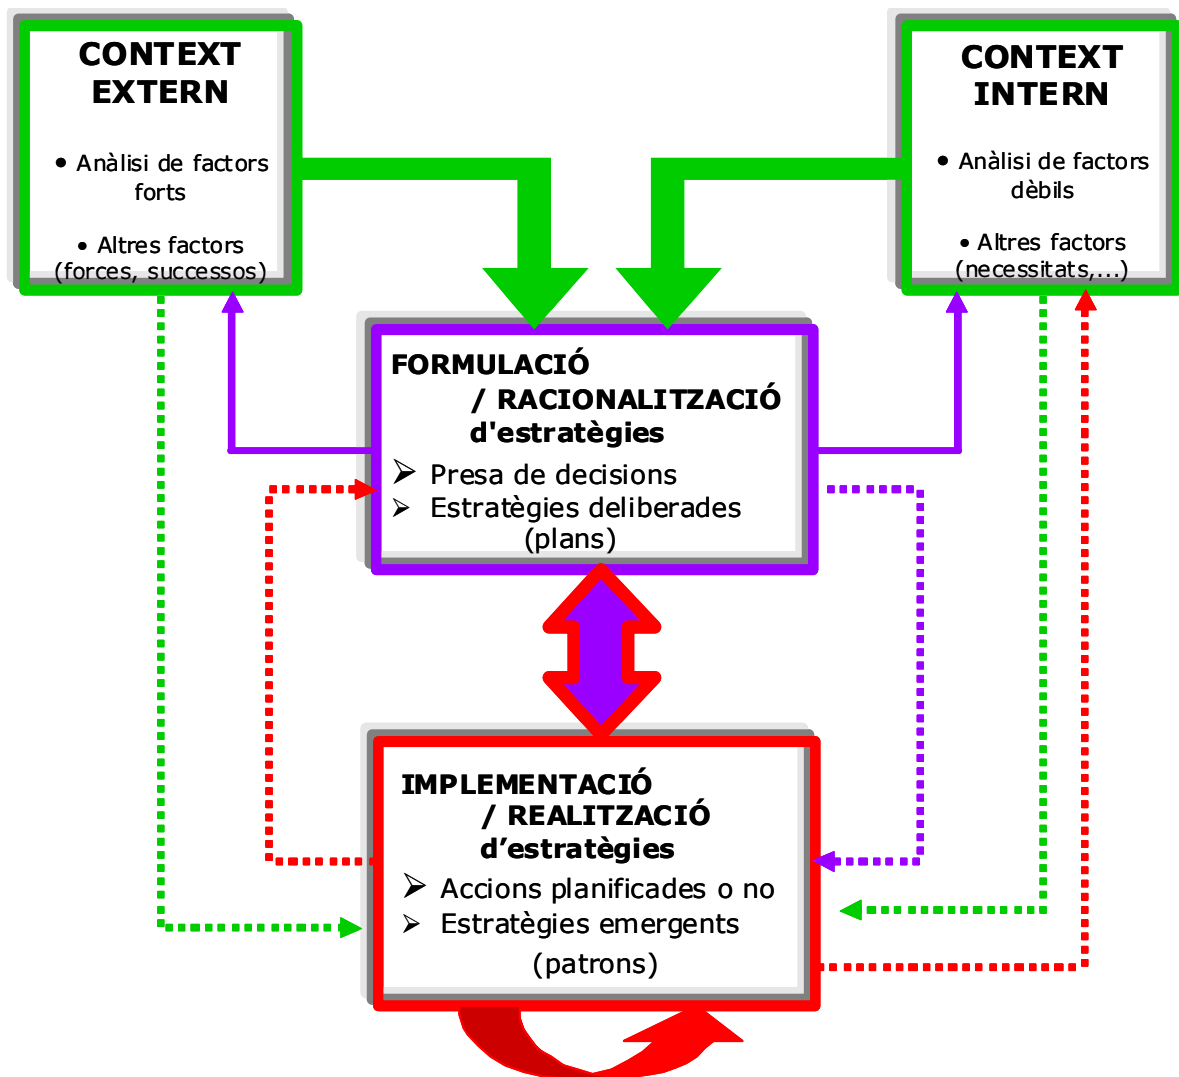 CONTEXT
EXTERN
• Anàlisi de factors
forts
• Altres factors
(forces, successos)
CONTEXT
INTERN
• Anàlisi de factors
dèbils
• Altres factors
(necessitats,...)
FORMULACIÓ
/ RACIONALITZACIÓ
d'estratègies
➢ Presa de decisions
➢ Estratègies deliberades
(plans)
IMPLEMENTACIÓ
/ REALITZACIÓ
d’estratègies
➢ Accions planificades o no
➢ Estratègies emergents
(patrons)